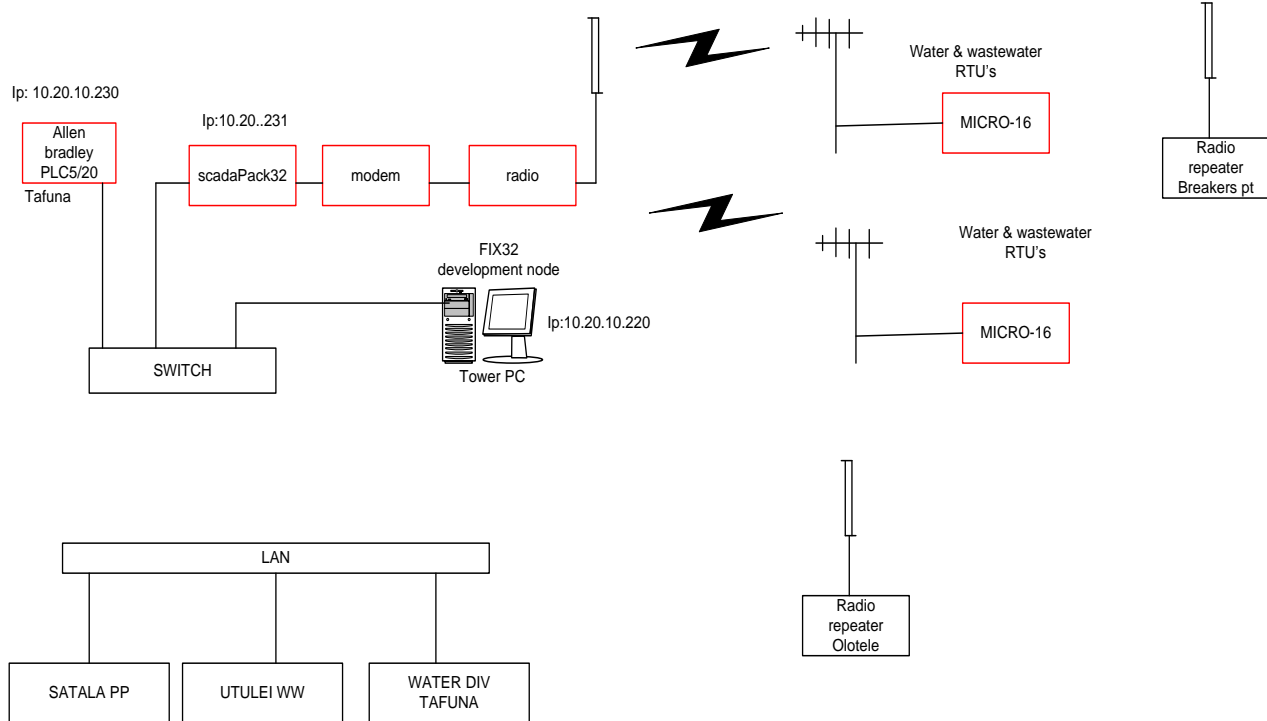 Ip: 10.20.10.230
Allen
bradley
PLC5/20
Tafuna
Ip:10.20..231
scadaPack32
modem
radio
Water & wastewater
RTU's
MICRO-16
Radio
repeater
Breakers pt
FIX32
development node
Ip:10.20.10.220
Tower PC
Water & wastewater
RTU's
MICRO-16
SWITCH
LAN
SATALA PP
UTULEI WW
WATER DIV
TAFUNA
Radio
repeater
Olotele